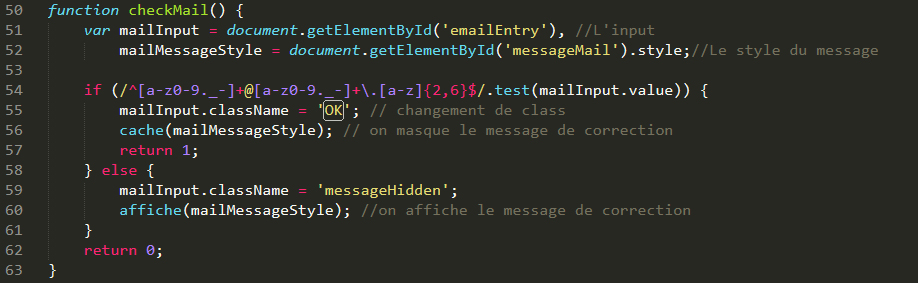 50 function checkMail() {
51     var mailInput = document.getElementById('emailEntry'), //L'input
52         mailMessageStyle = document.getElementById('messageMail').style;//Le style du message
53
54     if (/^[a-z0-9._-]+@[a-z0-9._-]+\.[a-z]{2,6}$/.test(mailInput.value)) {
55         mailInput.className = 'OK'; // changement de class
56         cache(mailMessageStyle); // on masque le message de correction
57         return 1;
58     } else {
59         mailInput.className = 'messageHidden';
60         affiche(mailMessageStyle); //on affiche le message de correction
61     }
62     return 0;
63 }